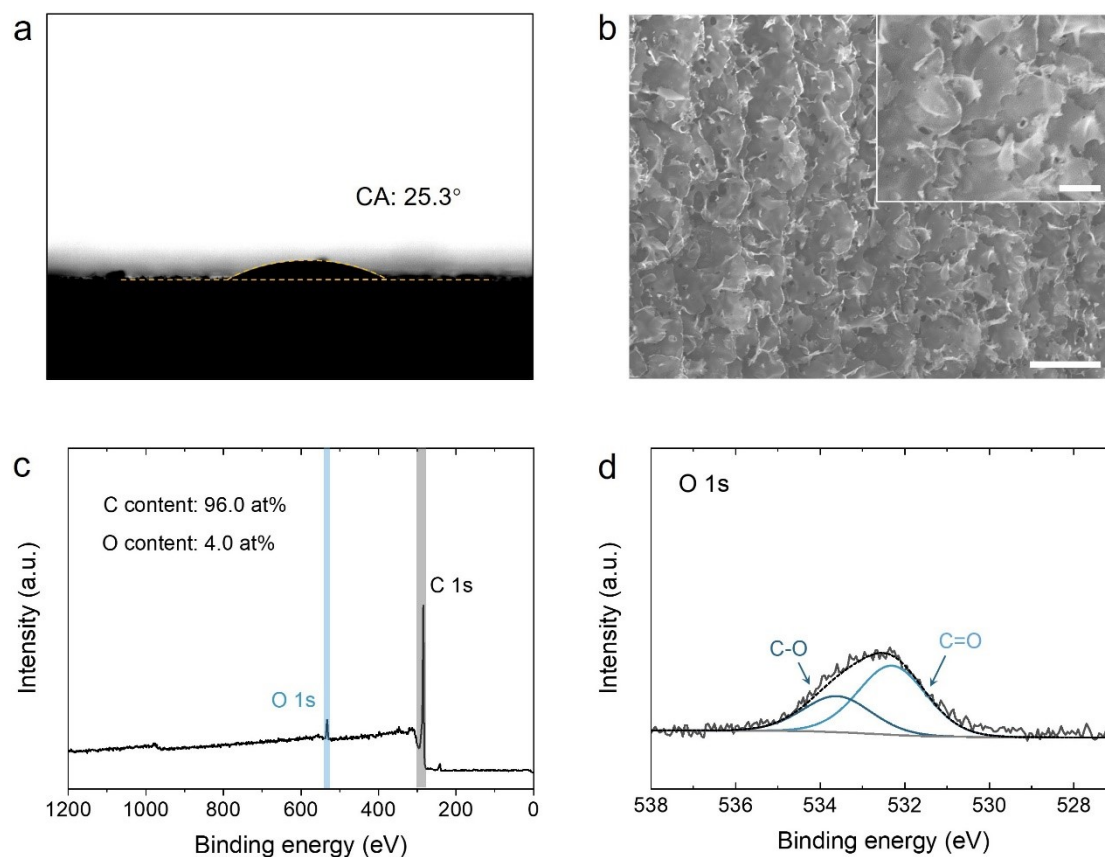 a
CA: 25.3°
b
c
C content: 96.0 at%
O content: 4.0 at%
C 1s
O 1s
Intensity (a.u.)
1200 1000 800 600 400 200 0
Binding energy (eV)
d
O 1s
C-O
C=O
Intensity (a.u.)
538 536 534 532 530 528
Binding energy (eV)